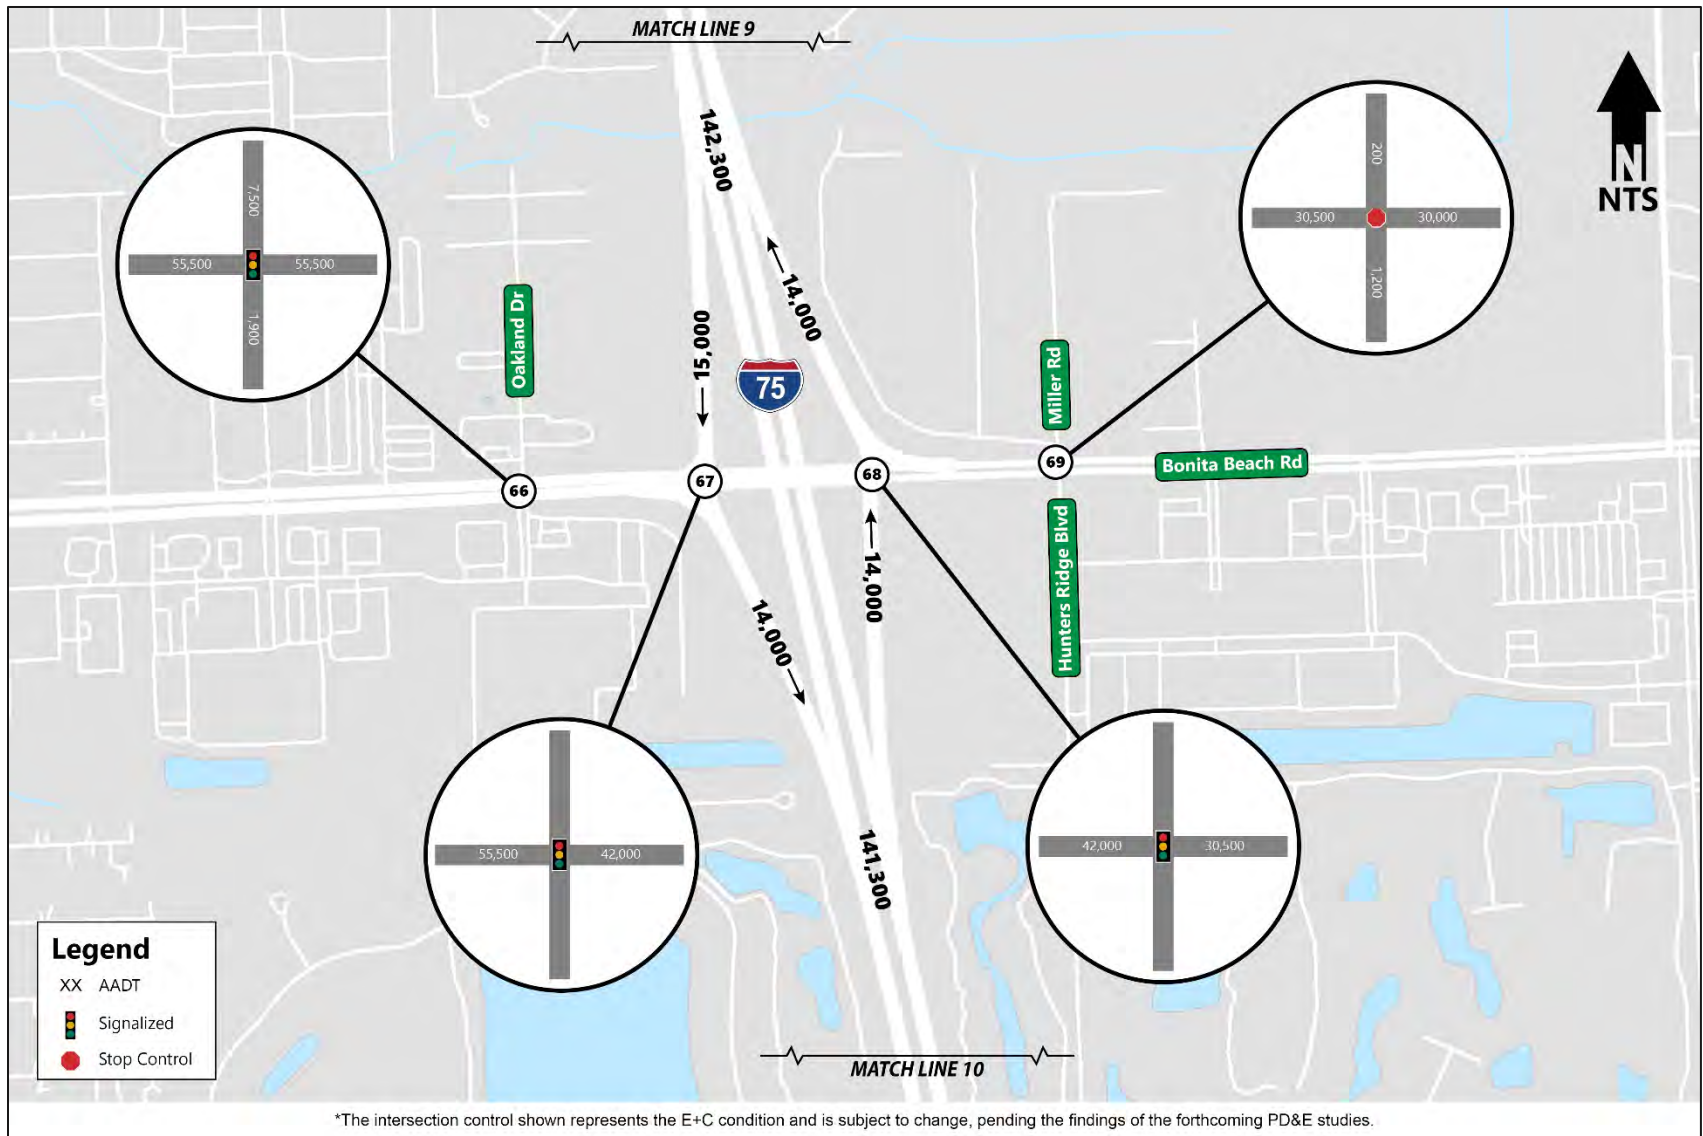 MATCH LINE 9
142,300
14,000
15,000
75
N
NTS
7,500
55,500
55,500
1,900
200
30,500
30,000
1,200
Oakland Dr
Miller Rd
Bonita Beach Rd
Hunters Ridge Blvd
66
67
68
69
14,000
14,000
55,500
42,000
42,000
30,500
141,300
Legend
XX AADT
Signalized
Stop Control
MATCH LINE 10
*The intersection control shown represents the E+C condition and is subject to change, pending the findings of the forthcoming PD&E studies.